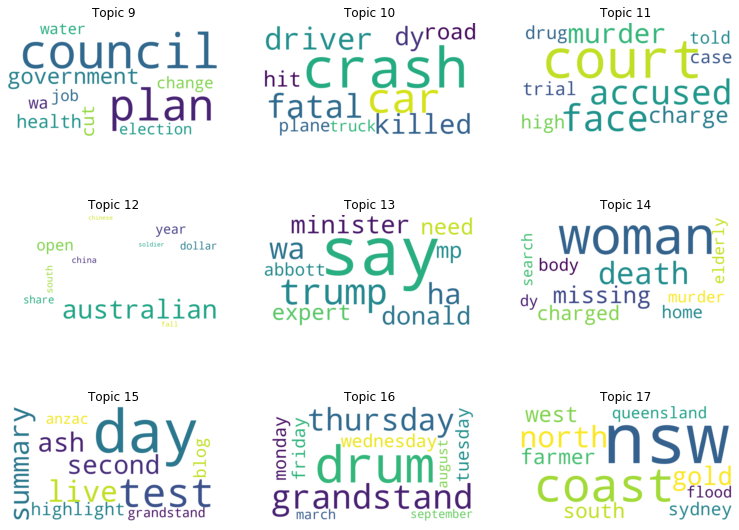 Topic 9
water
council
government
change
wa
job
plan
health
cut
election
Topic 10
driver
dy
road
crash
hit
car
fatal
plane
truck
killed
Topic 11
drug
murder
told
court
case
trial
accused
high
face
charge
Topic 12
chinese
year
open
soldier
dollar
china
south
share
australian
fall
Topic 13
minister
need
say
wa
mp
abbott
trump
ha
expert
donald
Topic 14
woman
search
elderly
body
death
dy
missing
murder
charged
home
Topic 15
anzac
day
summary
ash
second
blog
live
test
highlight
grandstand
Topic 16
thursday
monday
friday
wednesday
tuesday
drum
august
grandstand
march
september
Topic 17
west
queensland
north
nsw
farmer
coast
gold
flood
south
sydney